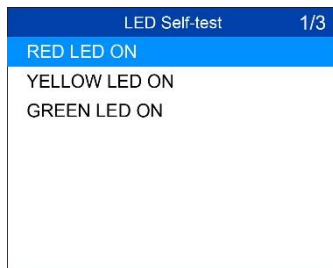 LED Self-test 1/3
RED LED ON
YELLOW LED ON
GREEN LED ON